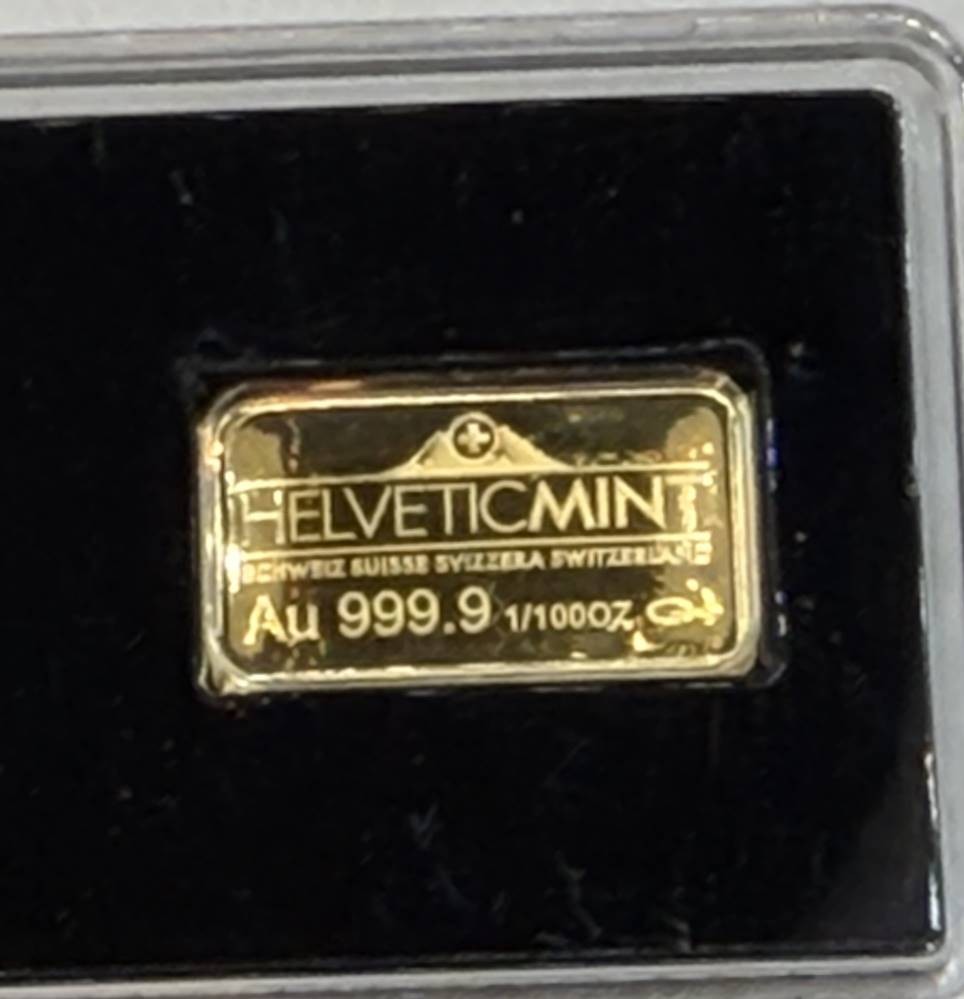 HELVETICMINT
SCHWEIZ SUISSE SVIZZERA SWITZERLAND
Au 999.9 1/100OZ